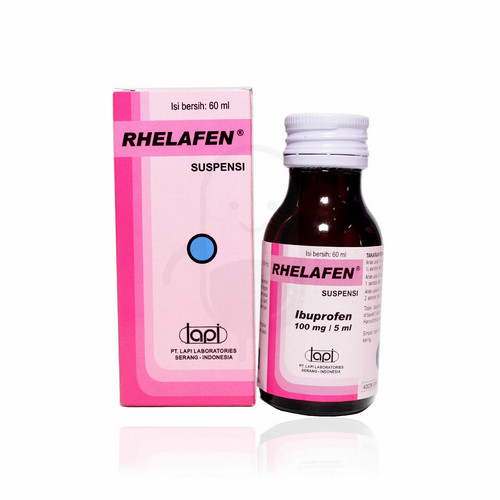 Isi bersih: 60 ml
RHELAFEN®
SUSPENSI
lapi
PT. LAPI LABORATORIES
SERANG - INDONESIA
Isi bersih: 60 ml
RHELAFEN®
SUSPENSI
Ibuprofen
100 mg / 5 ml
lapi
PT. LAPI LABORATORIES
SERANG - INDONESIA